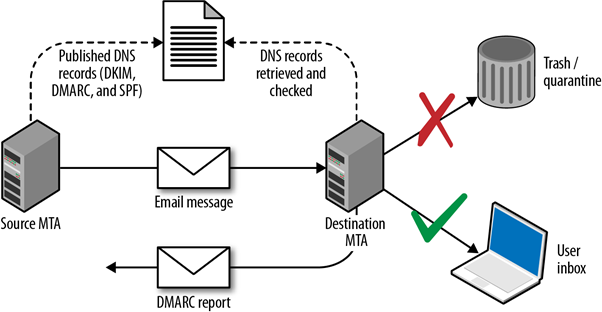 Published DNS
records (DKIM,
DMARC, and SPF)
DNS records
retrieved and
checked
Trash /
quarantine
Source MTA
Email message
Destination
MTA
User
inbox
DMARC report